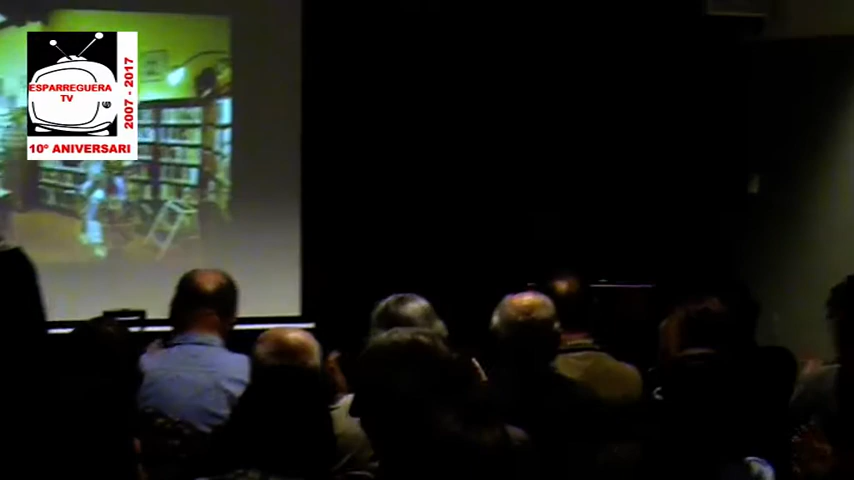 ESPARREGUERA
TV
2007 - 2017
10º ANIVERSARI